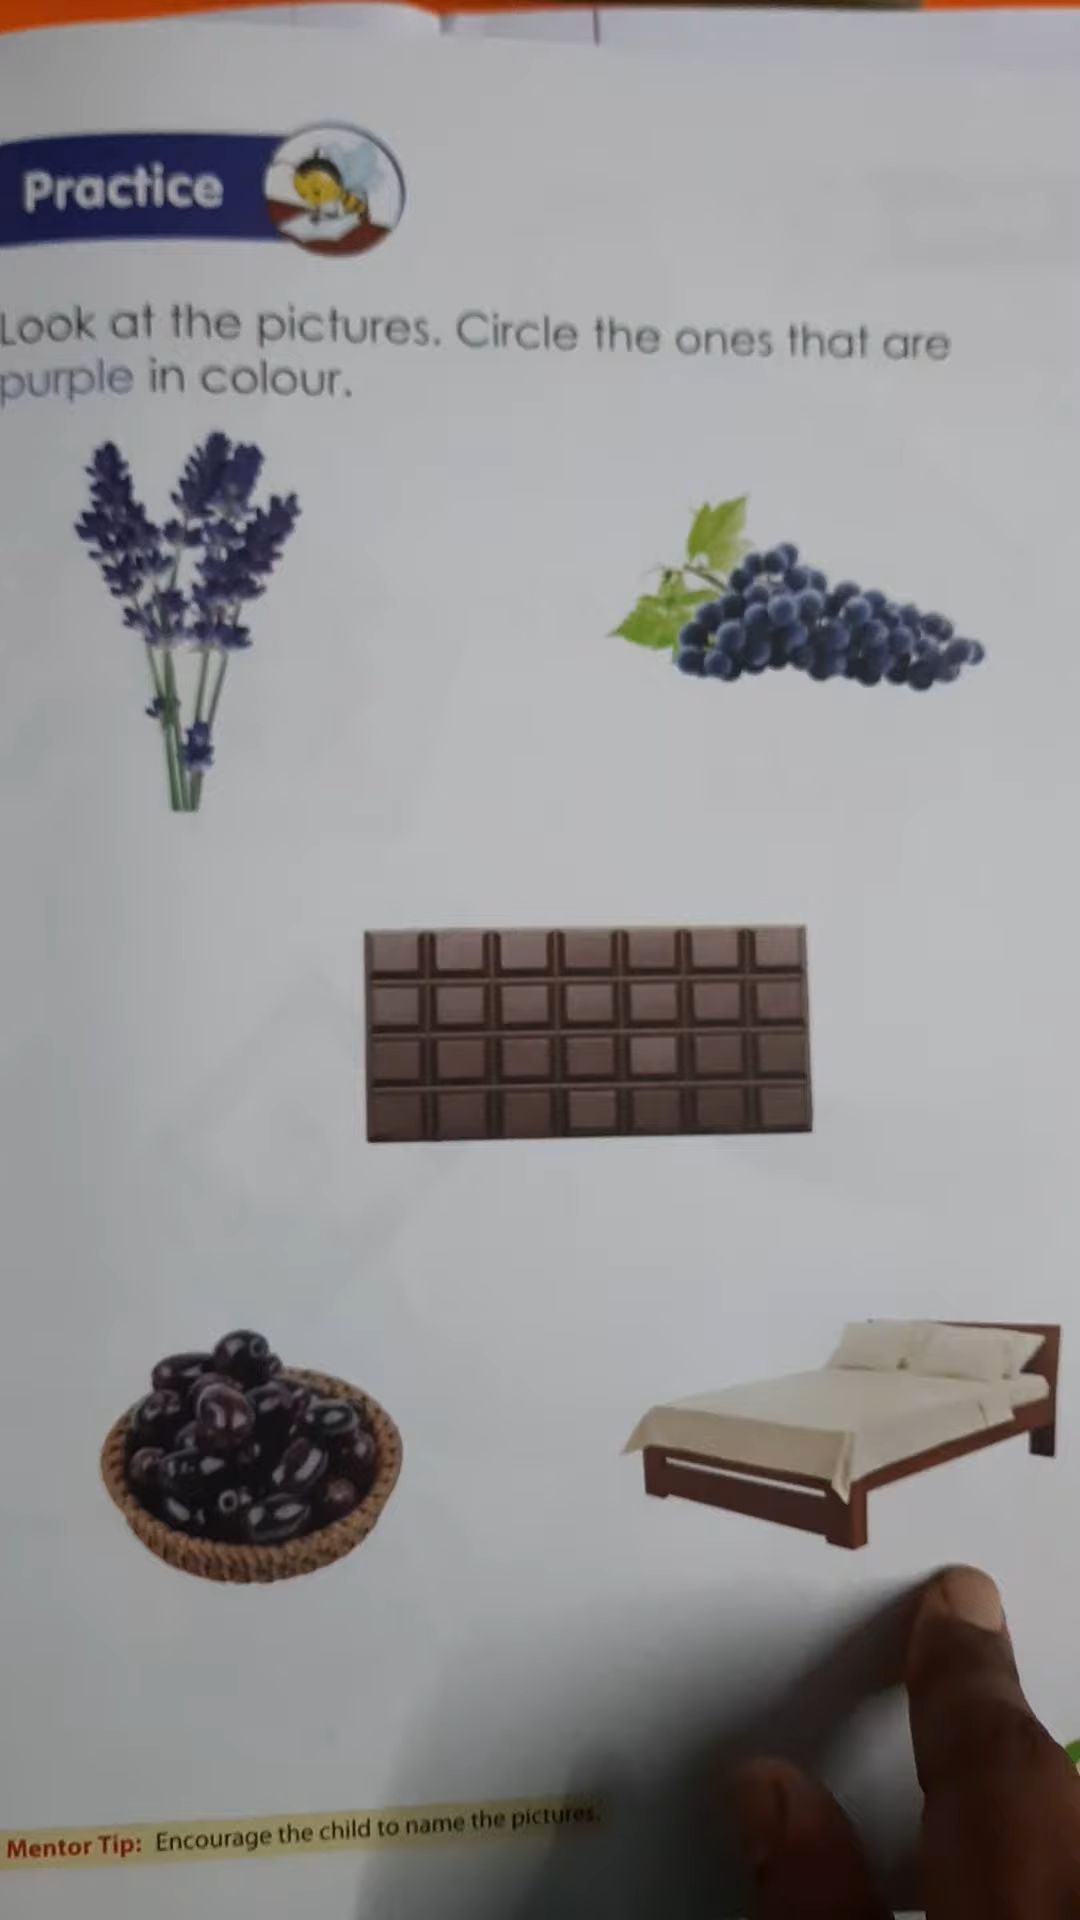 Practice
Look at the pictures. Circle the ones that are
purple in colour.
Mentor Tip: Encourage the child to name the pictures.